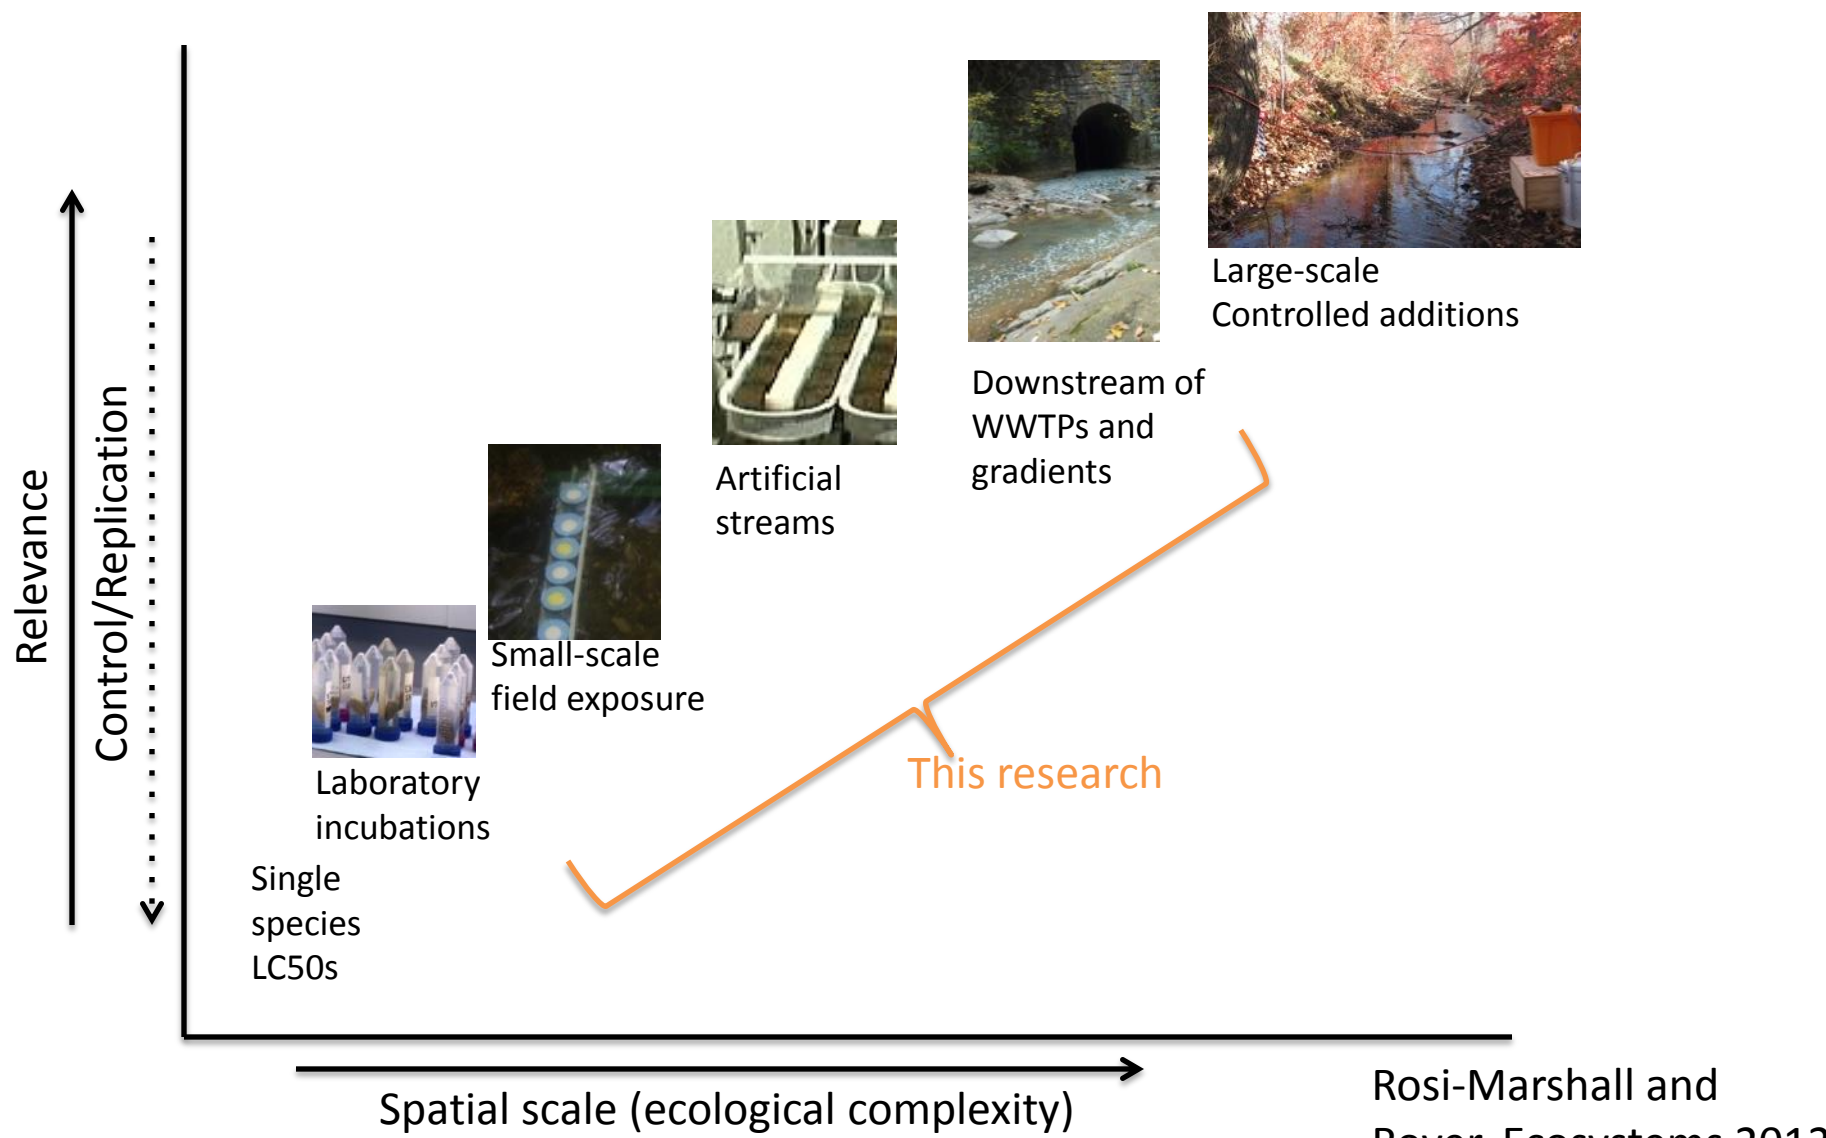 Relevance
Control/Replication
Large-scale
Controlled additions
Downstream of
WWTPs and
gradients
Artificial
streams
Small-scale
field exposure
Laboratory
incubations
Single
species
LC50s
This research
Spatial scale (ecological complexity)
Rosi-Marshall and
Ecosystems